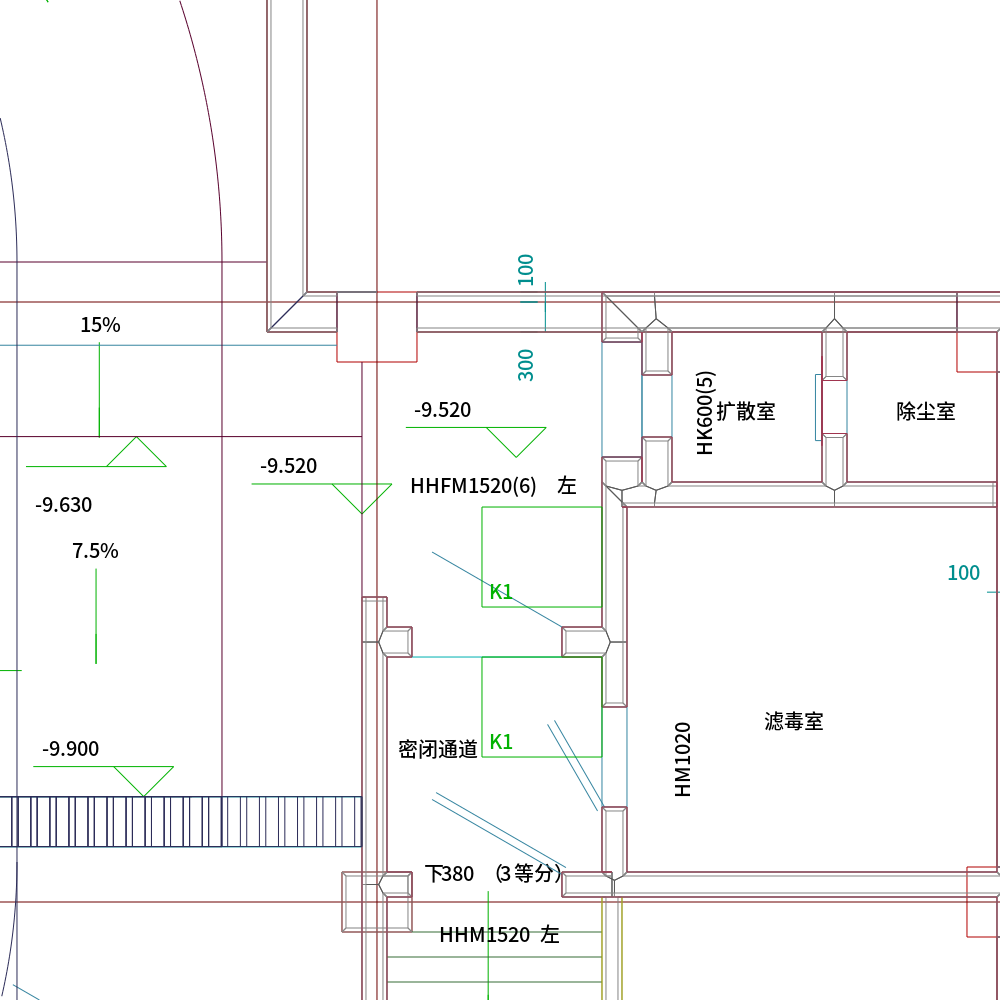 100
15%
300
-9.520
HK600(5)
扩散室
除尘室
-9.520
HHFM1520(6) 左
-9.630
7.5%
100
K1
滤毒室
-9.900
密闭通道
K1
HM1020
下380 （3 等分）
HHM1520 左